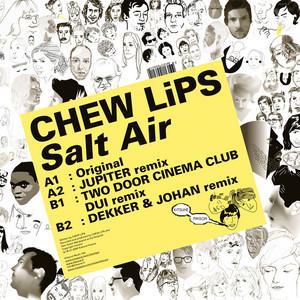 CHEW LiPS
Salt Air
A1 : Original
A2 : JUPITER remix
B1 : TWO DOOR CINEMA CLUB
DUI remix
B2 : DEKKER & JOHAN remix
KITSUNÉ
MAISON